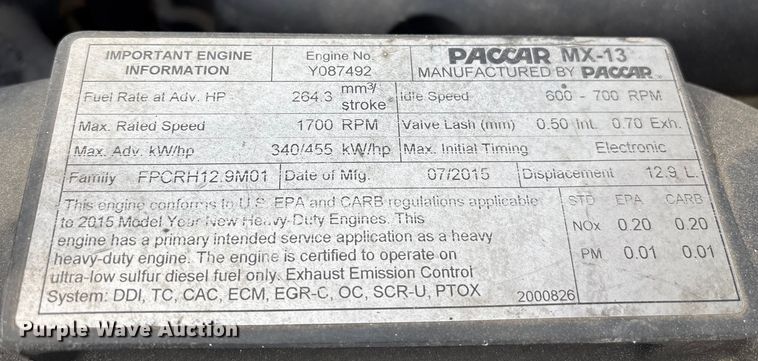 IMPORTANT ENGINE INFORMATION
Engine No.
Y087492
PACCAR MX-13
MANUFACTURED BY PACCAR
Fuel Rate at Adv. HP 264.3 mm³/stroke
Idle Speed 600 - 700 RPM
Max. Rated Speed 1700 RPM
Valve Lash (mm) 0.50 Int. 0.70 Exh.
Max. Adv. kW/hp 340/455 kW/hp
Max. Initial Timing Electronic
Family FPCRH12.9M01
Date of Mfg. 07/2015
Displacement 12.9 L.
This engine conforms to U.S. EPA and CARB regulations applicable
to 2015 Model Year New Heavy-Duty Engines. This
engine has a primary intended service application as a heavy
heavy-duty engine. The engine is certified to operate on
ultra-low sulfur diesel fuel only. Exhaust Emission Control
System: DDI, TC, CAC, ECM, EGR-C, OC, SCR-U, PTOX
2000826
STD EPA CARB
NOx 0.20 0.20
PM 0.01 0.01
Purple Wave Auction